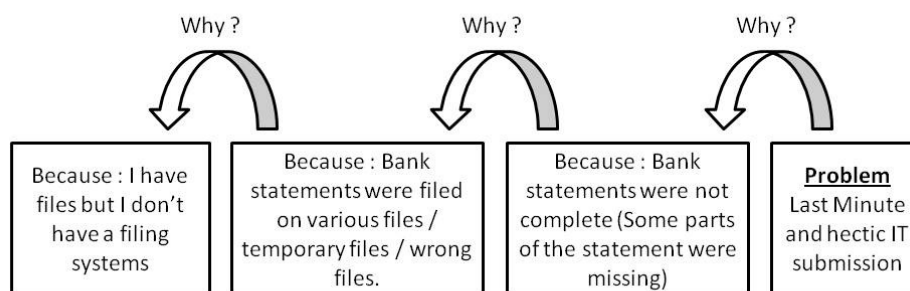 Why ?
Why ?
Why ?
Because : I have
files but I don't
have a filing
systems
Because : Bank
statements were filed
on various files /
temporary files / wrong
files.
Because : Bank
statements were not
complete (Some parts
of the statement were
missing)
Problem
Last Minute
and hectic IT
submission